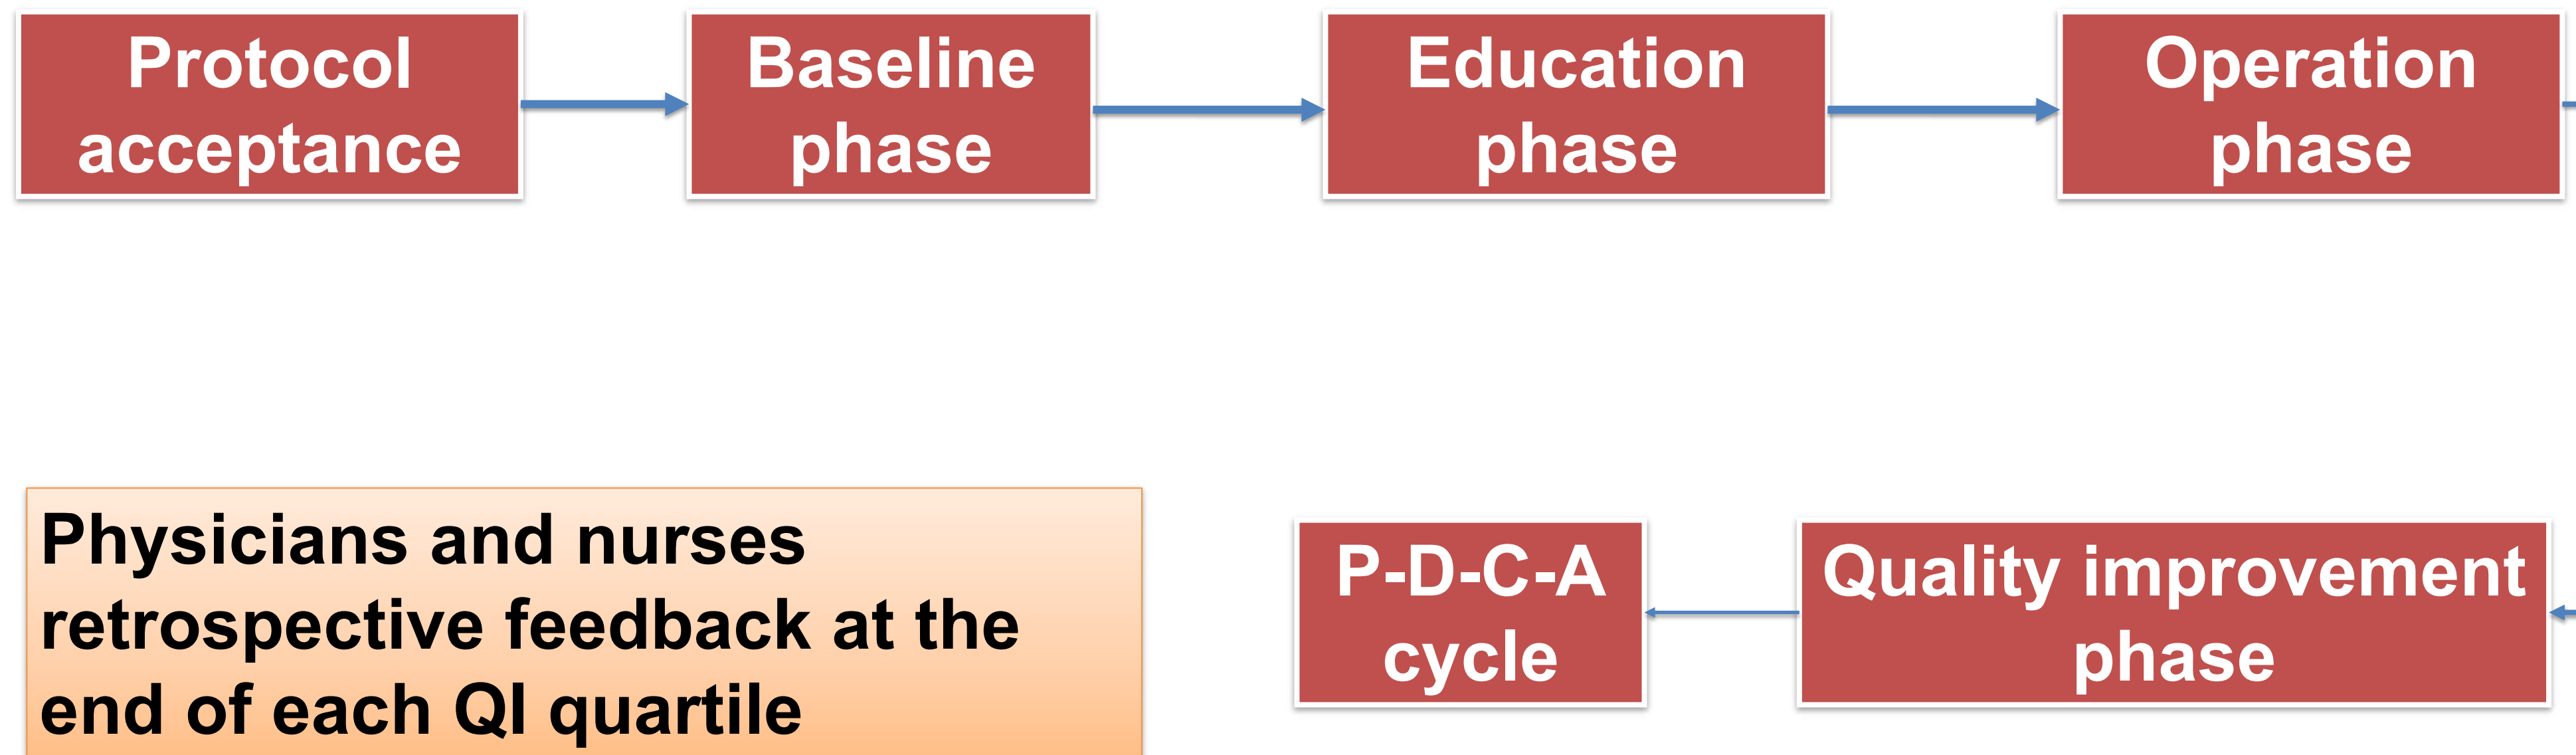 Protocol
acceptance
Baseline
phase
Education
phase
Operation
phase
Physicians and nurses
retrospective feedback at the
end of each QI quartile
P-D-C-A
cycle
Quality improvement
phase